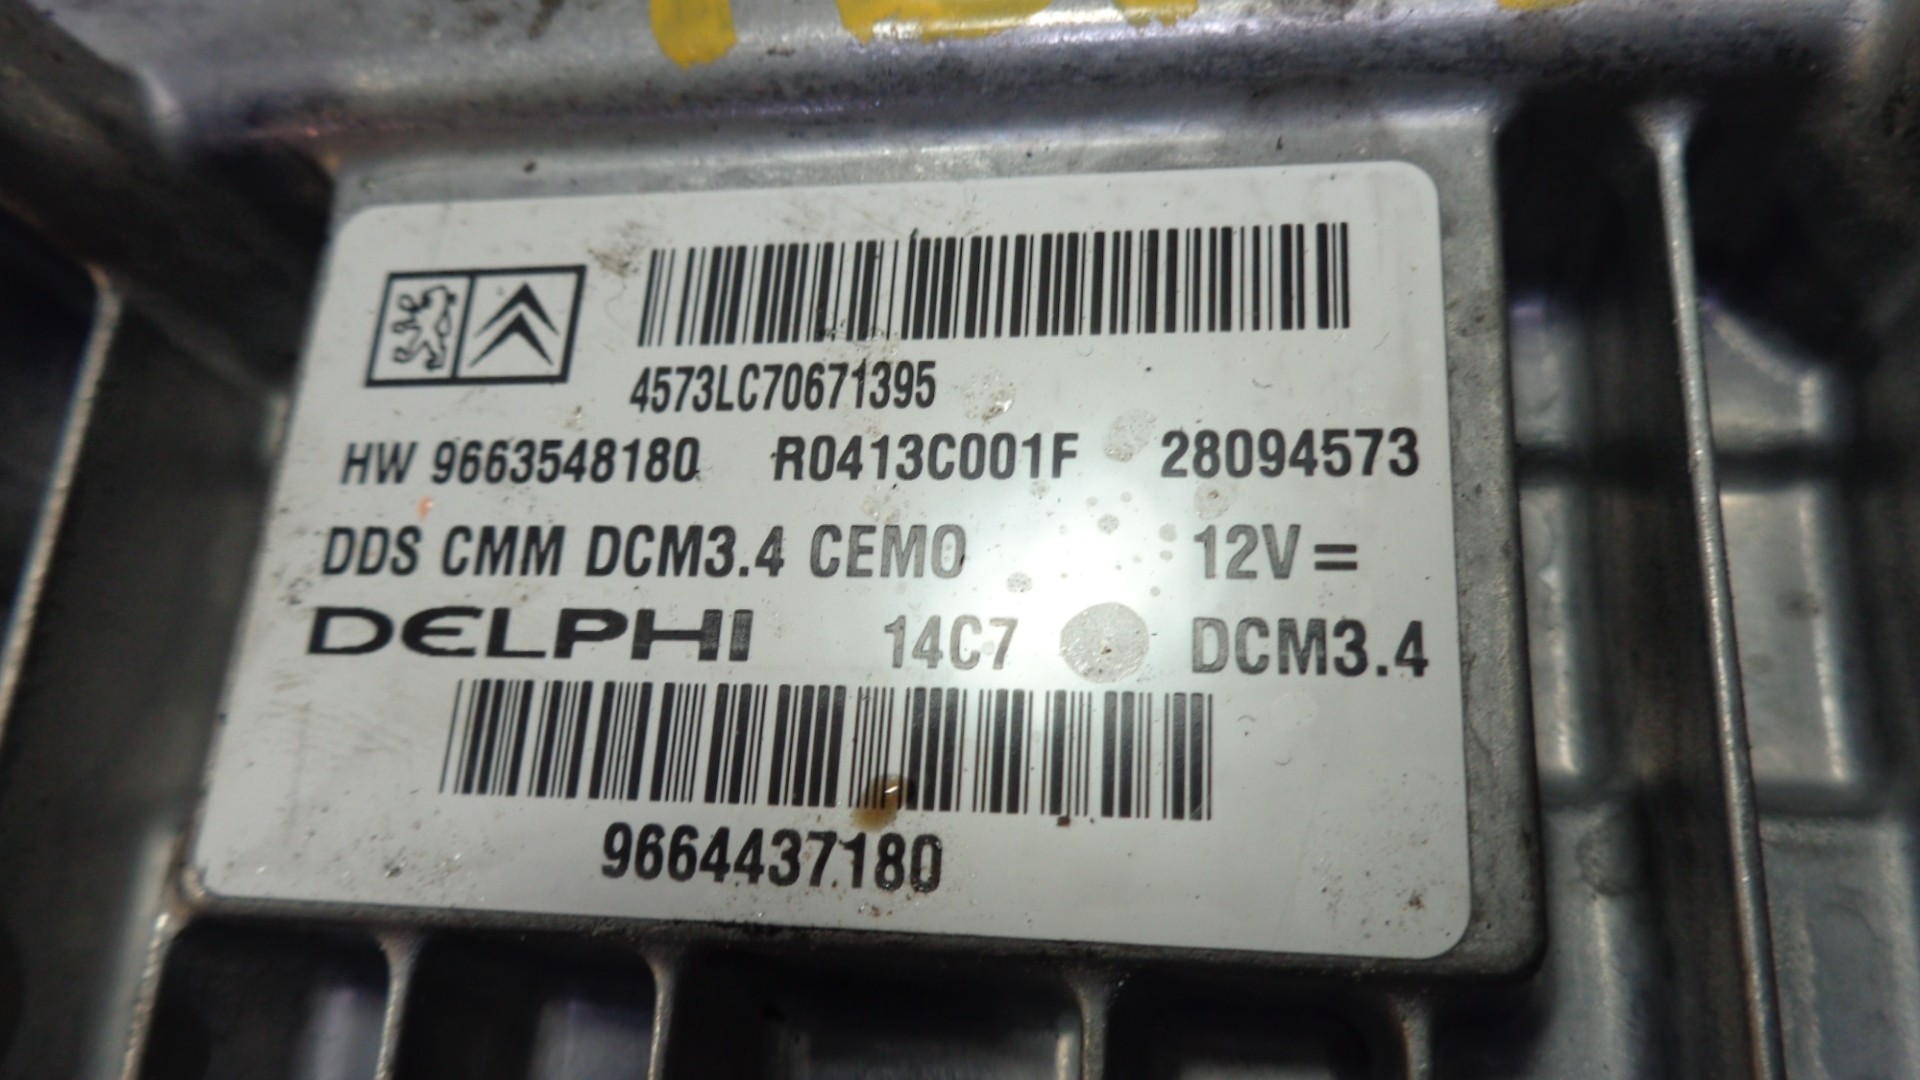 4573LC70671395
HW 9663548180 R0413C001F 28094573
DDS CMM DCM3.4 CEMO 12V=
DELPHI 14C7 DCM3.4
9664437180